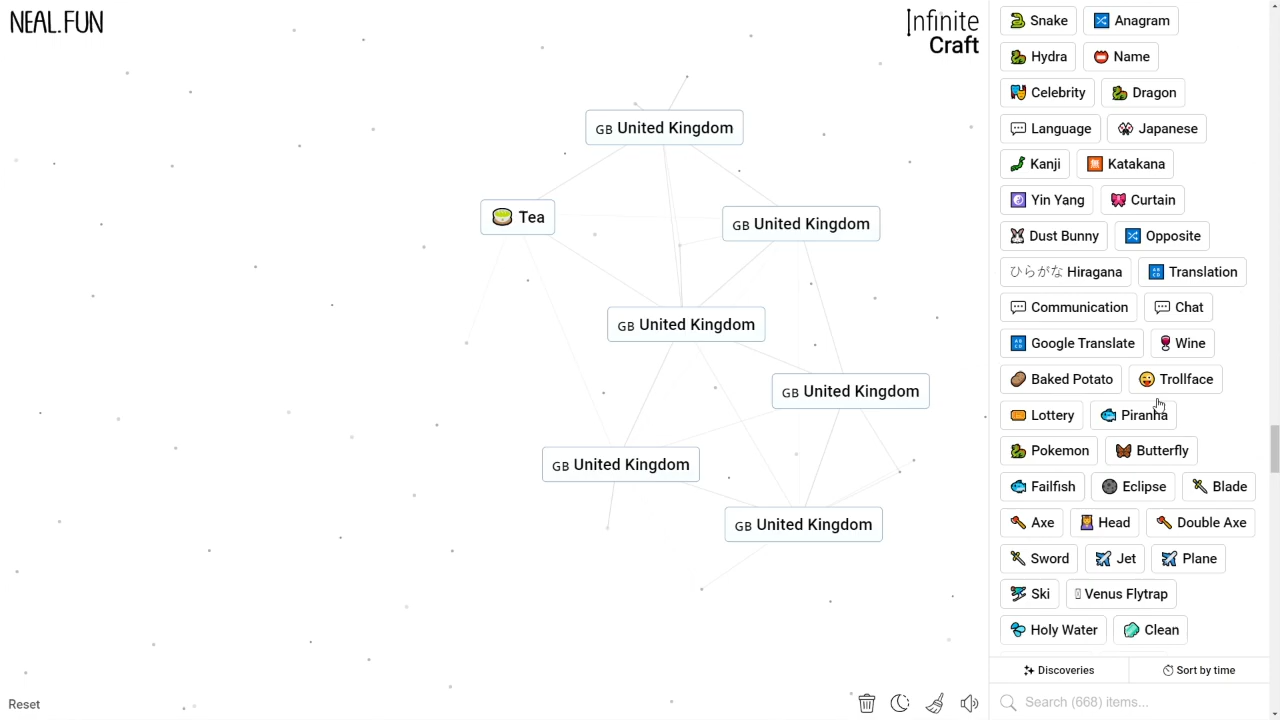 NEAL.FUN
Infinite
Craft
GB United Kingdom
Tea
GB United Kingdom
GB United Kingdom
GB United Kingdom
GB United Kingdom
GB United Kingdom
Reset
Snake Anagram
Hydra Name
Celebrity Dragon
Language Japanese
Kanji Katakana
Yin Yang Curtain
Dust Bunny Opposite
ひらがな Hiragana Translation
Communication Chat
Google Translate Wine
Baked Potato Trollface
Lottery Piranha
Pokemon Butterfly
Failfish Eclipse Blade
Axe Head Double Axe
Sword Jet Plane
Ski Venus Flytrap
Holy Water Clean
Discoveries Sort by time
Search (668) items...